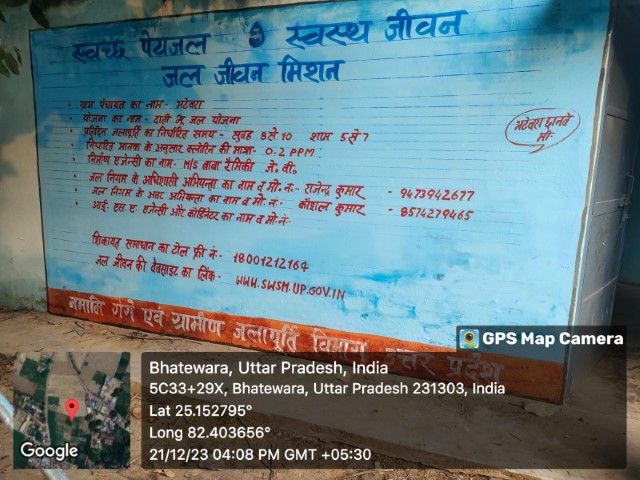 स्वच्छ पेयजल से स्वस्थ जीवन
जल जीवन मिशन
• ग्राम पंचायत का नाम- भटेवरा
• योजना का नाम - दाती भू जल योजना
• प्रतिदिन जलापूर्ति का निर्धारित समय - सुबह 8 से 10 शाम 5 से 7
• निर्धारित मानक के अनुसार क्लोरिन की मात्रा- 0.2 PPM
• निर्माण एजेन्सी का नाम- M/S बाबा रैमिकी जे. वी.
• जल निगम के अधिशासी अभियन्ता का नाम व मो. नं.- राजेन्द्र कुमार - 9473942677
• जल निगम के अवर अभियन्ता का नाम व मो. नं. कौशल कुमार - 8574279465
• आई. एस. ए. एजेन्सी और कोर्डिनेटर का नाम व मो. नं.
भटेवरा
शिकायत समाधान का टोल फ्री नं- 18001212164
जल जीवन की वेबसाइट का लिंक- WWW.SWSM.UP.GOV.IN
नमामि गंगे एवं ग्रामीण जलापूर्ति विभाग उत्तर प्रदेश
GPS Map Camera
Bhatewara, Uttar Pradesh, India
5C33+29X, Bhatewara, Uttar Pradesh 231303, India
Lat 25.152795°
Long 82.403656°
21/12/23 04:08 PM GMT +05:30
Google